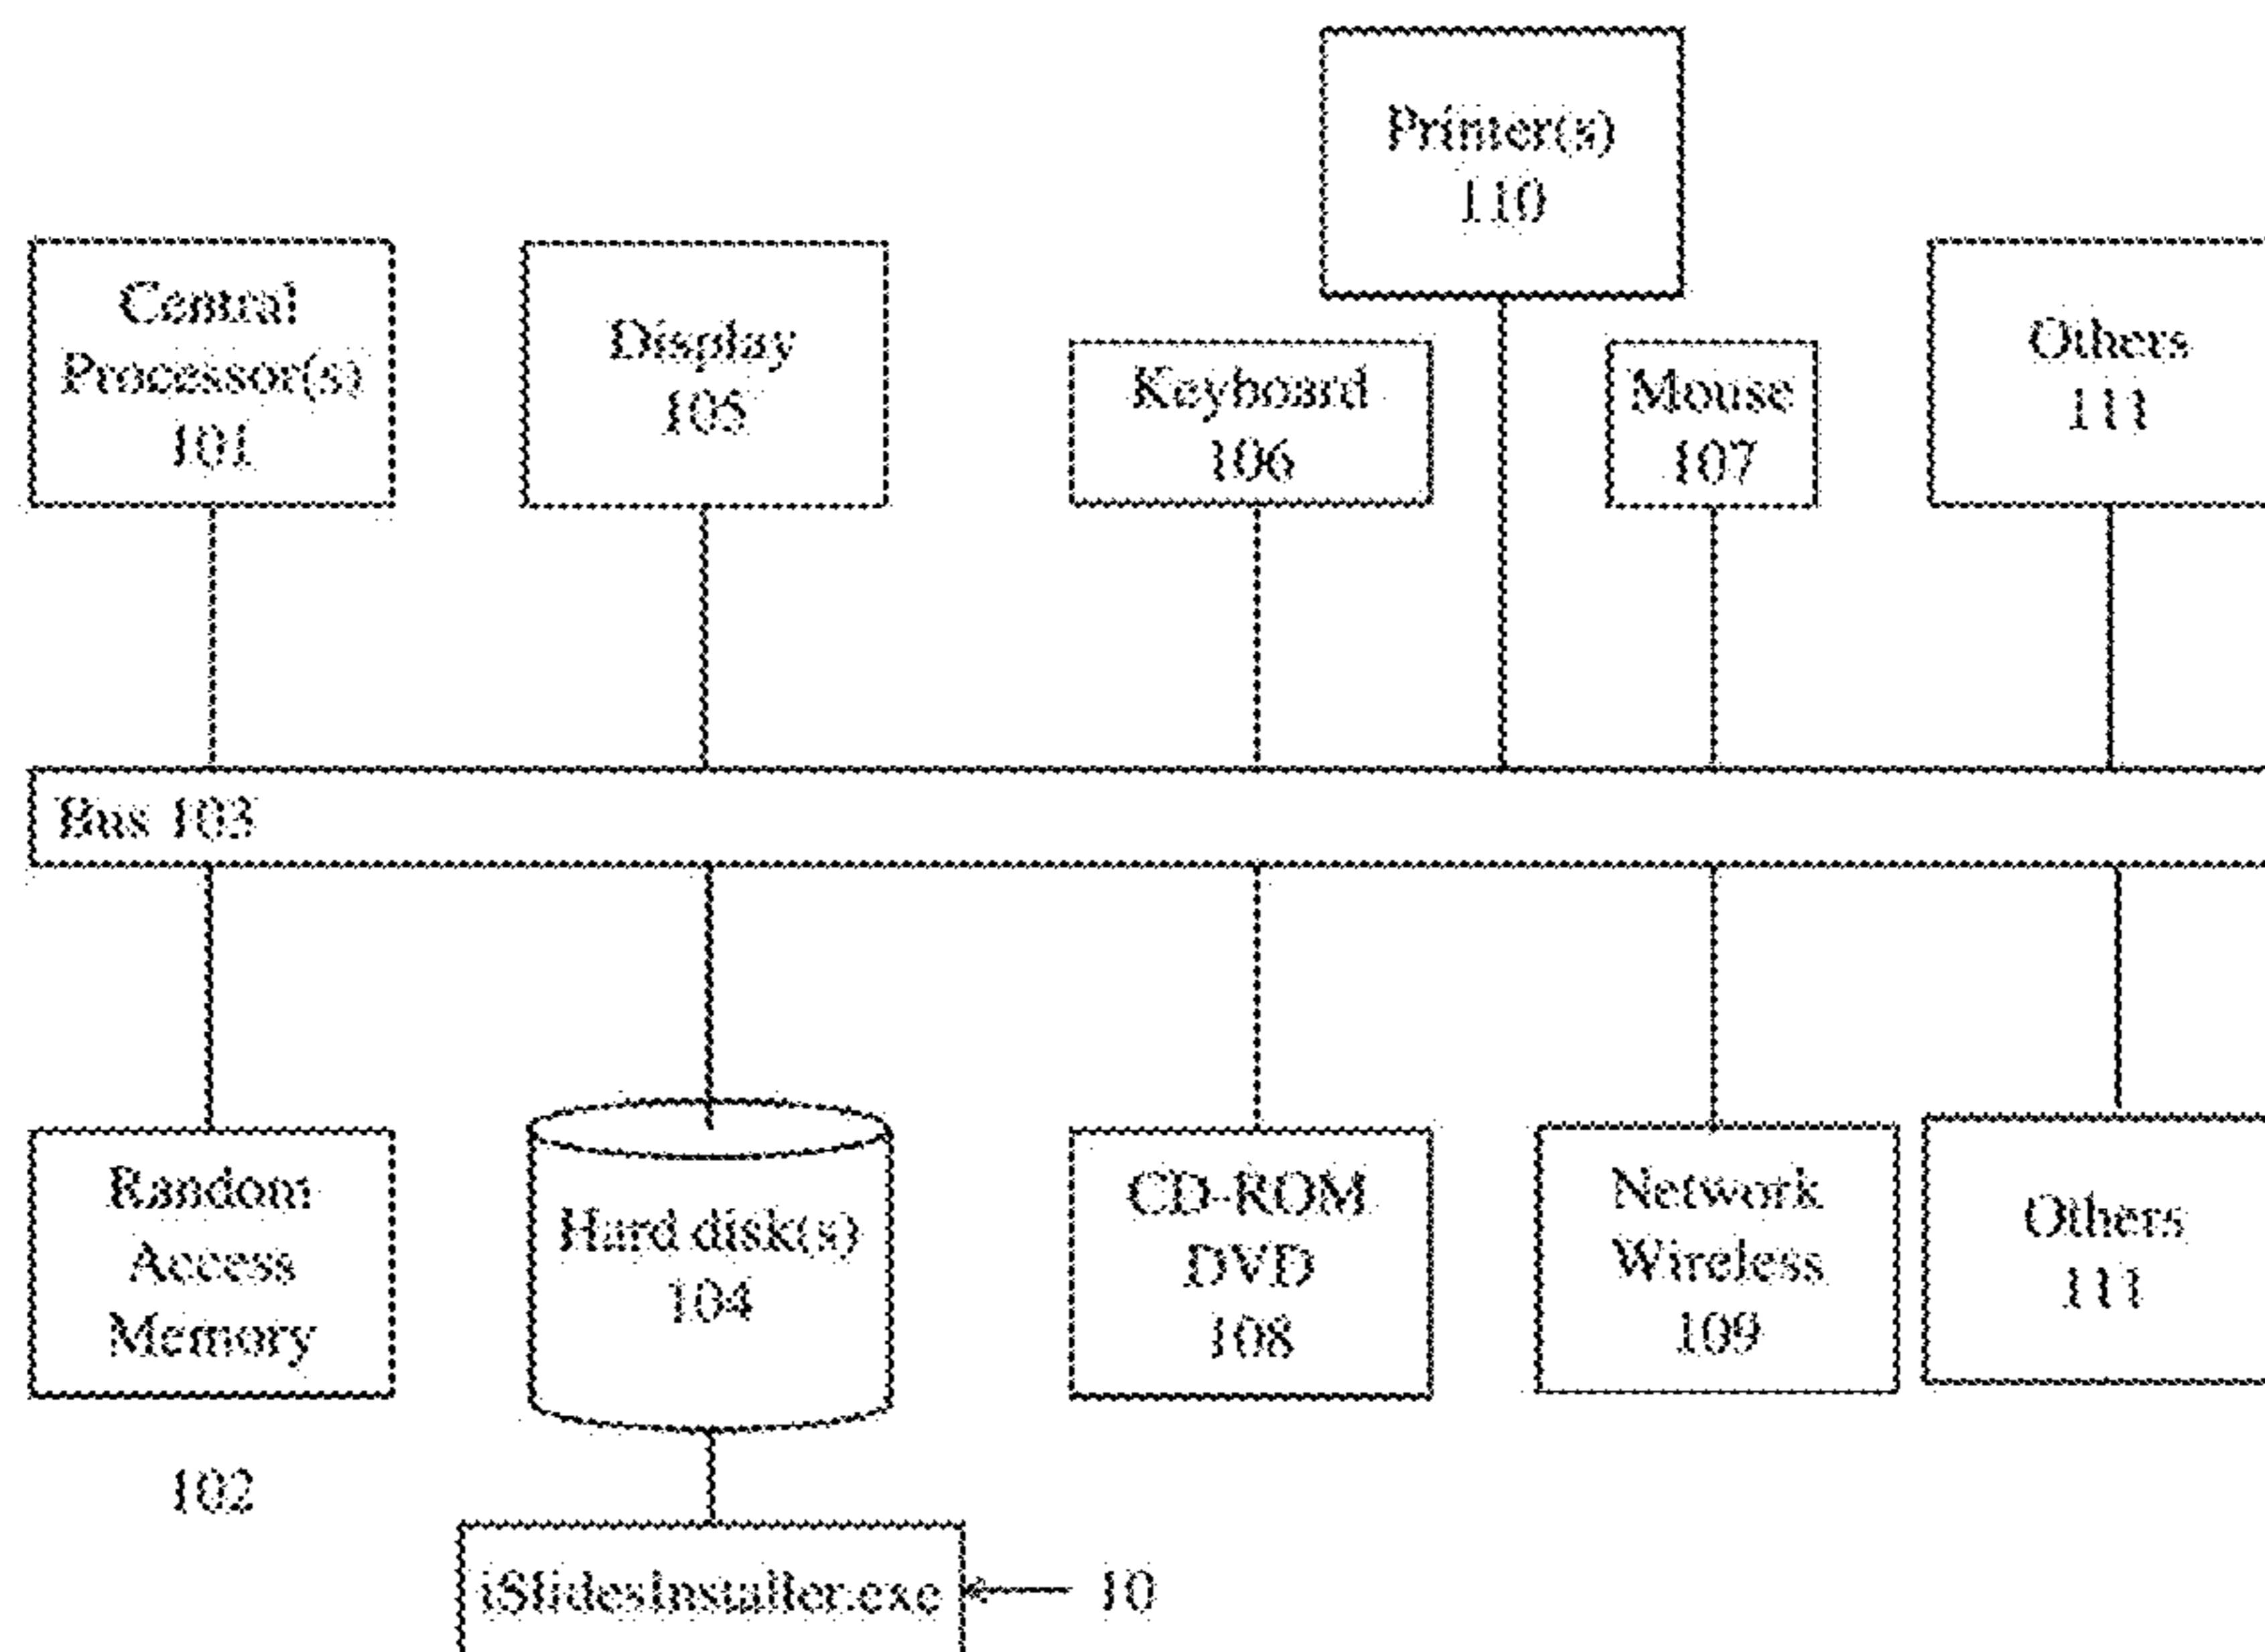 Printer(s)
110
Central
Processor(s)
101
Display
105
Keyboard
106
Mouse
107
Others
111
Bus 103
Random
Access
Memory
102
Hard disk(s)
104
CD-ROM
DVD
108
Network
Wireless
109
Others
111
iSlidesInstaller.exe
10